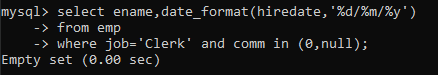 mysql> select ename,date_format(hiredate,'%d/%m/%y')
    -> from emp
    -> where job='Clerk' and comm in (0,null);
Empty set (0.00 sec)